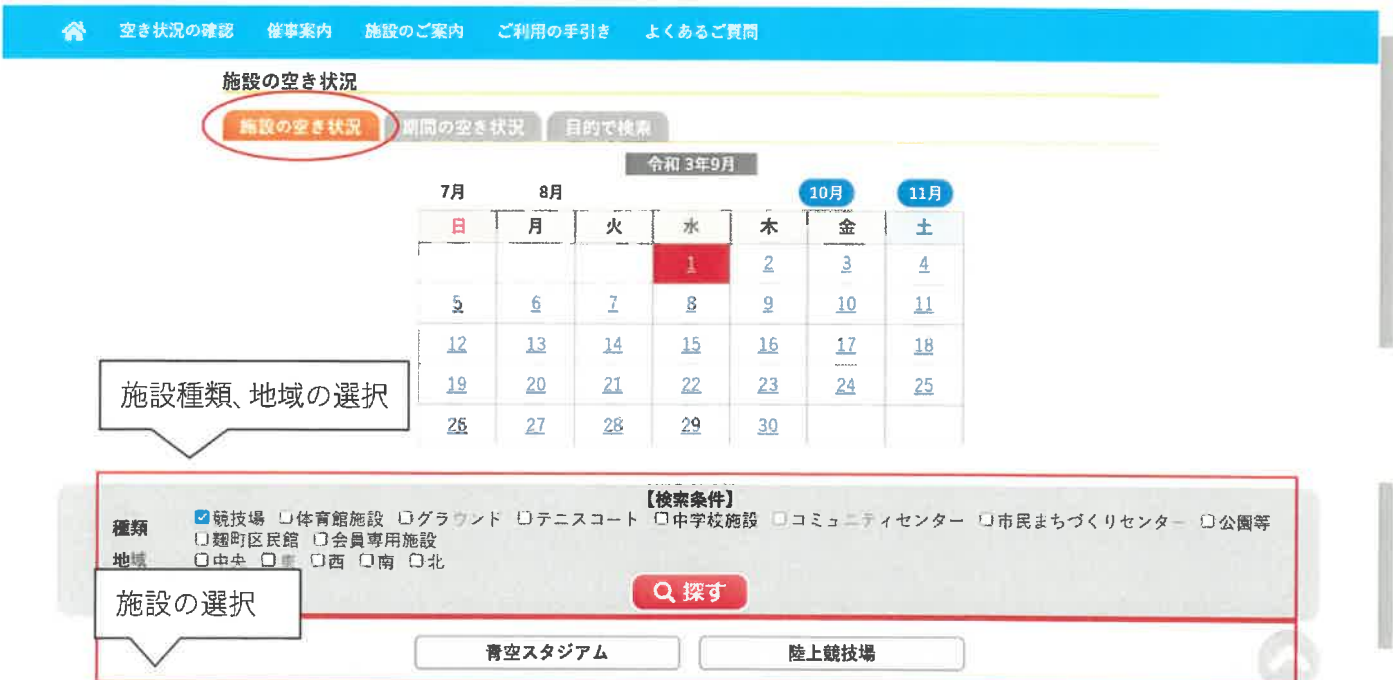 空き状況の確認 催事案内 施設のご案内 ご利用の手引き よくあるご質問
施設の空き状況
施設の空き状況 期間の空き状況 目的で検索
令和 3年9月
7月 8月 10月 11月
日 月 火 水 木 金 土
1 2 3 4
5 6 7 8 9 10 11
12 13 14 15 16 17 18
19 20 21 22 23 24 25
26 27 28 29 30
施設種類、地域の選択
【検索条件】
種類 競技場 体育館施設 グラウンド テニスコート 中学校施設 コミュニティセンター 市民まちづくりセンター 公園等
麹町区民館 会員専用施設
地域 中央 東 西 南 北
探す
施設の選択
青空スタジアム 陸上競技場